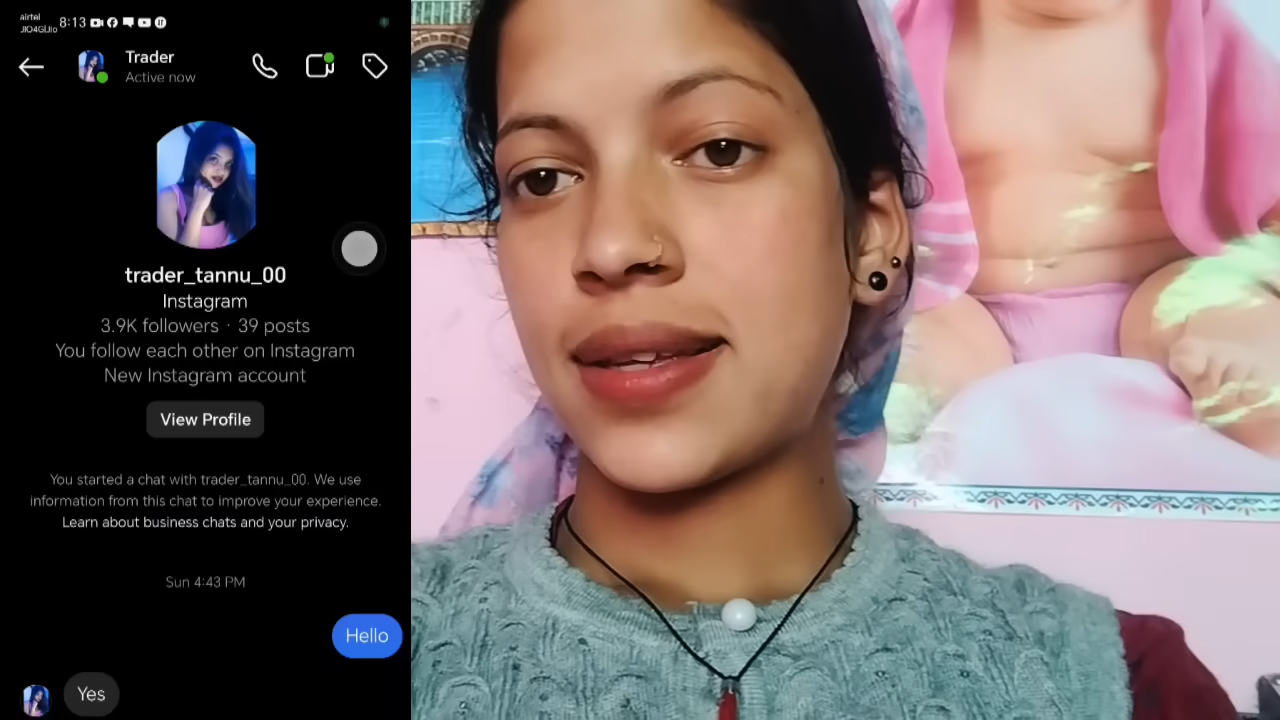 airtel
8:13
JIO4GJio
Trader
Active now
trader_tannu_00
Instagram
3.9K followers · 39 posts
You follow each other on Instagram
New Instagram account
View Profile
You started a chat with trader_tannu_00. We use
information from this chat to improve your experience.
Learn about business chats and your privacy.
Sun 4:43 PM
Hello
Yes